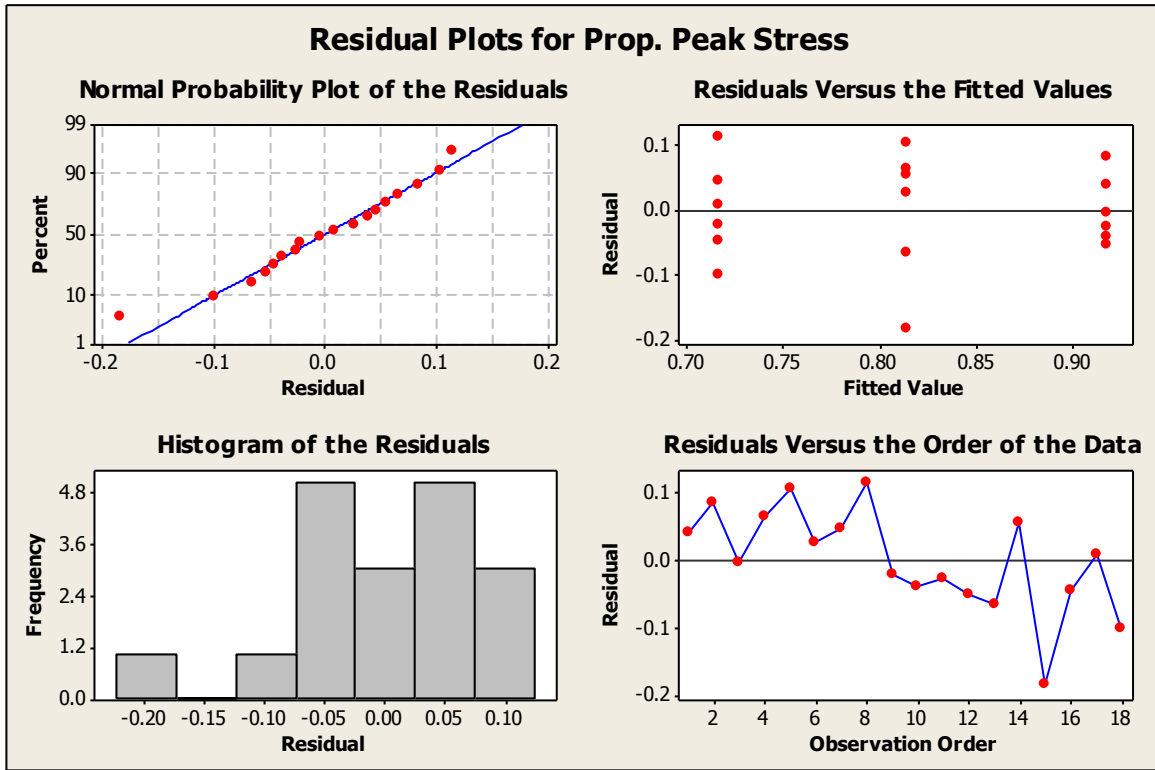 Residual Plots for Prop. Peak Stress
Normal Probability Plot of the Residuals
99
90
50
10
1
Percent
-0.2 -0.1 0.0 0.1 0.2
Residual
Residuals Versus the Fitted Values
0.1
0.0
-0.1
-0.2
Residual
0.70 0.75 0.80 0.85 0.90
Fitted Value
Histogram of the Residuals
4.8
3.6
2.4
1.2
0.0
Frequency
-0.20 -0.15 -0.10 -0.05 0.00 0.05 0.10
Residual
Residuals Versus the Order of the Data
0.1
0.0
-0.1
-0.2
Residual
2 4 6 8 10 12 14 16 18
Observation Order